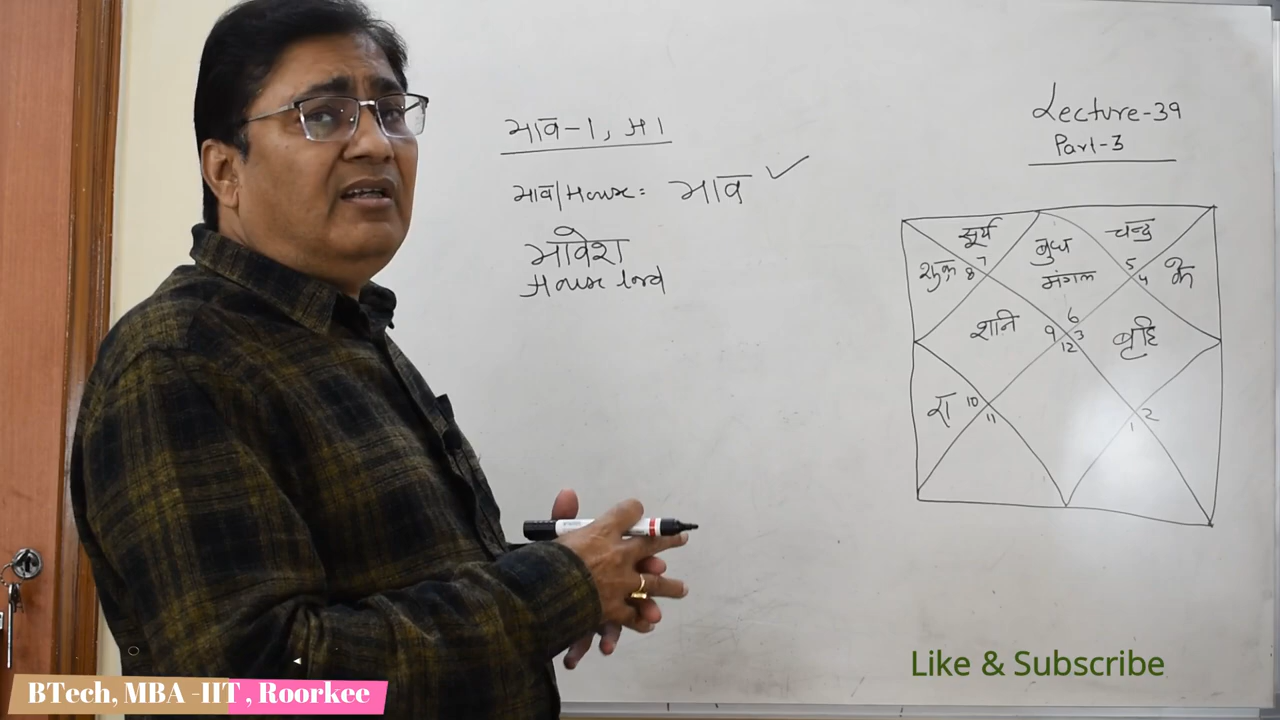 भाव-1, H1
भाव/House: भाव ✓
भावेश
House lord
Lecture-39
Part-3
सूर्य
बुध
चन्द्र
शुक्र 8 7
मंगल
5 4 के
शनि
6
9 3
12
बृह
रा 10
11
2
1
Like & Subscribe
BTech, MBA -IIT , Roorkee